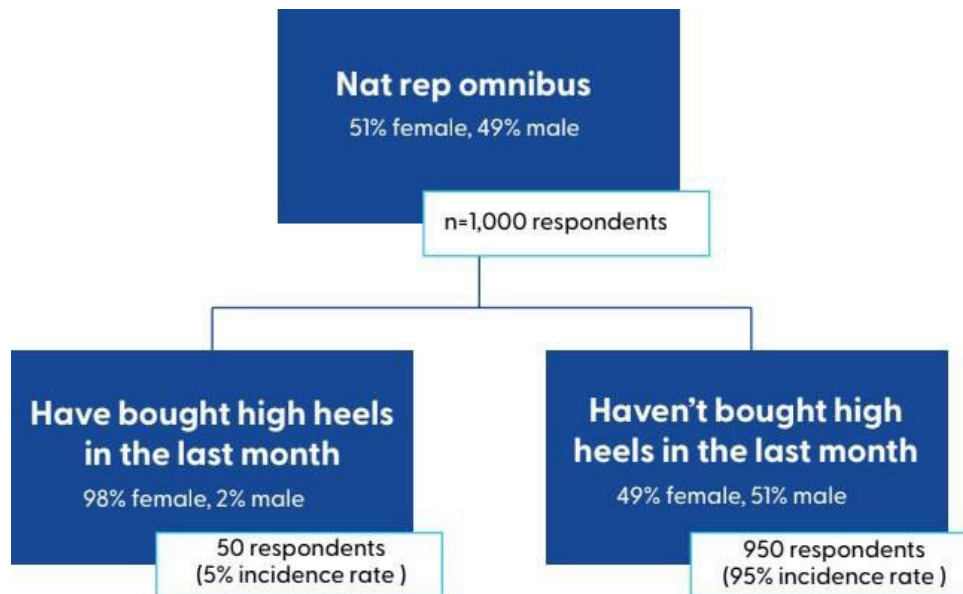 Nat rep omnibus
51% female, 49% male
n=1,000 respondents
Have bought high heels
in the last month
98% female, 2% male
50 respondents
(5% incidence rate )
Haven’t bought high
heels in the last month
49% female, 51% male
950 respondents
(95% incidence rate )